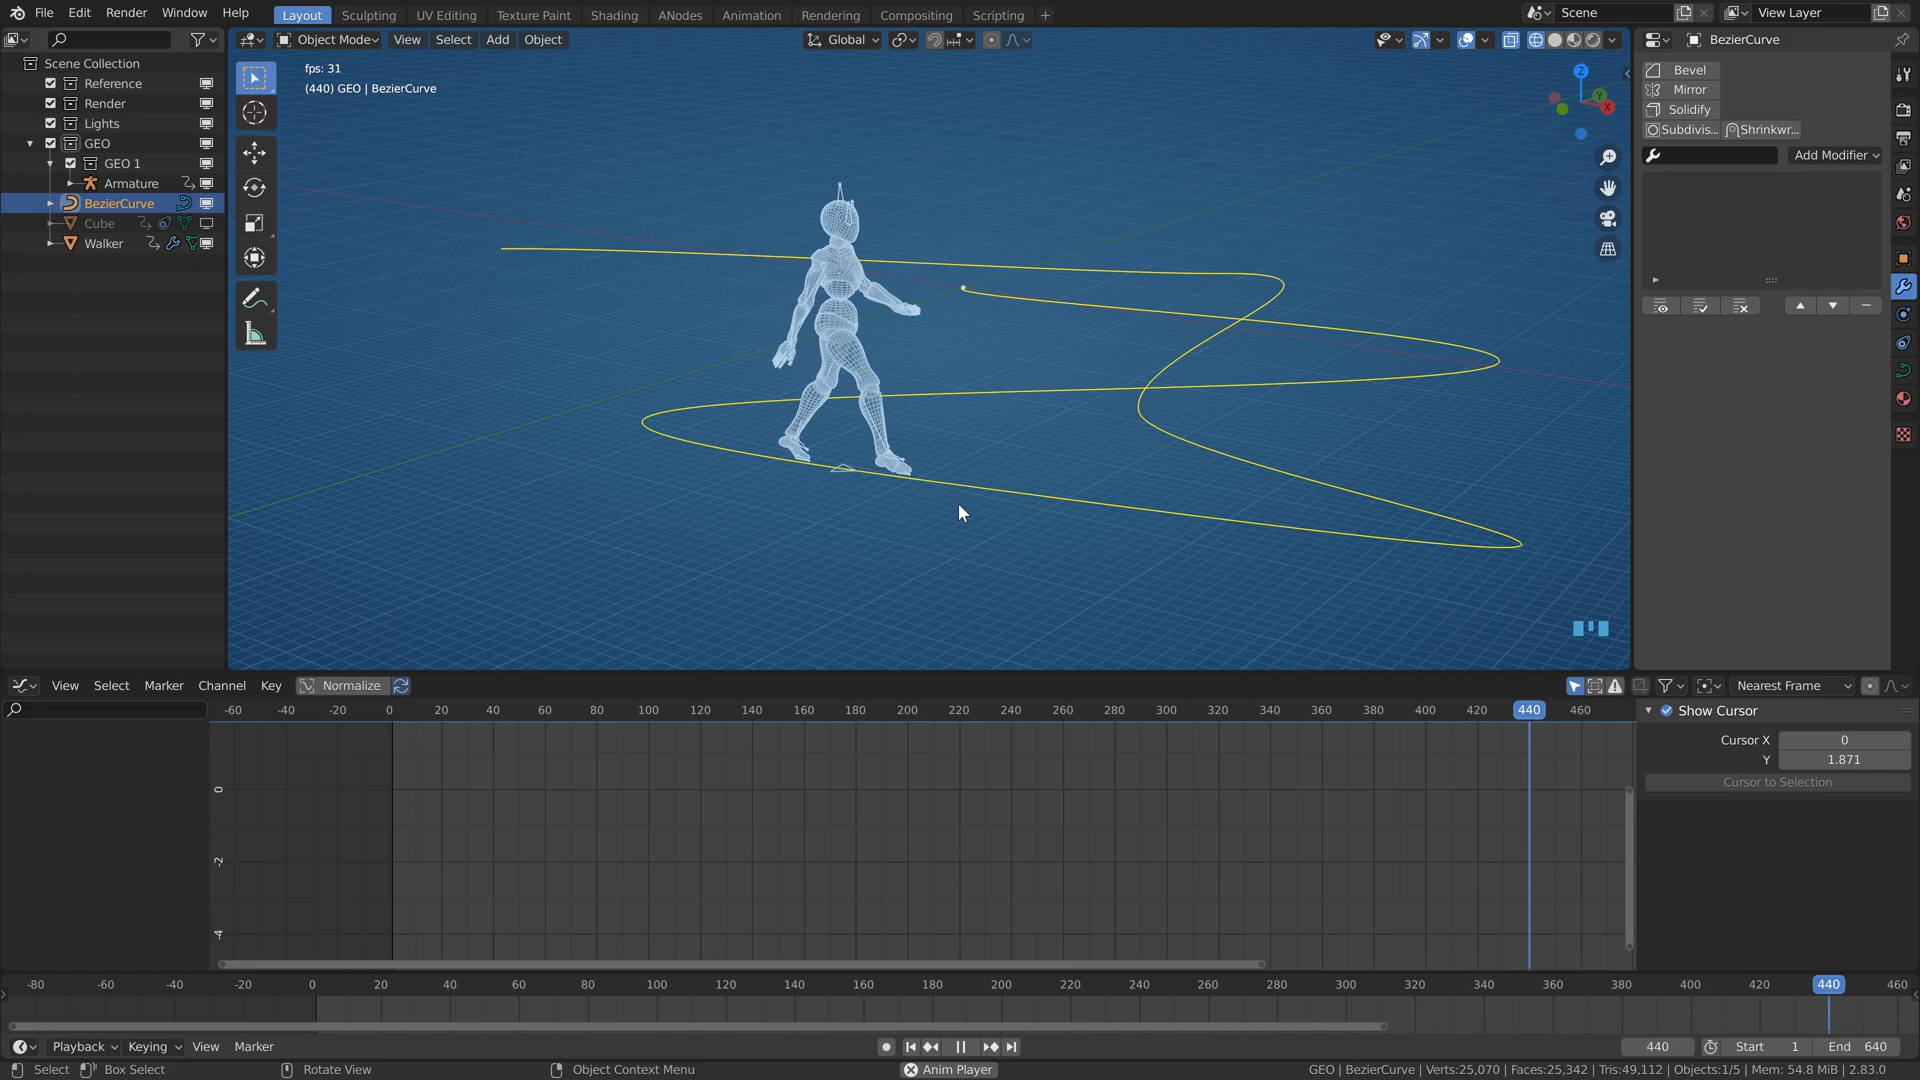 File Edit Render Window Help Layout Sculpting UV Editing Texture Paint Shading ANodes Animation Rendering Compositing Scripting + Scene View Layer
Object Mode View Select Add Object Global BezierCurve
Scene Collection
Reference
Render
Lights
GEO
GEO 1
Armature
BezierCurve
Cube
Walker
fps: 31
(440) GEO | BezierCurve
Z
Y
X
Bevel
Mirror
Solidify
Subdivis... Shrinkwr...
Add Modifier
View Select Marker Channel Key Normalize Nearest Frame
-60 -40 -20 0 20 40 60 80 100 120 140 160 180 200 220 240 260 280 300 320 340 360 380 400 420 440 460
0
-2
-4
Show Cursor
Cursor X 0
Y 1.871
Cursor to Selection
-80 -60 -40 -20 0 20 40 60 80 100 120 140 160 180 200 220 240 260 280 300 320 340 360 380 400 420 440 460
Playback Keying View Marker 440 Start 1 End 640
Select Box Select Rotate View Object Context Menu Anim Player GEO | BezierCurve | Verts:25,070 | Faces:25,342 | Tris:49,112 | Objects:1/5 | Mem: 54.8 MiB | 2.83.0